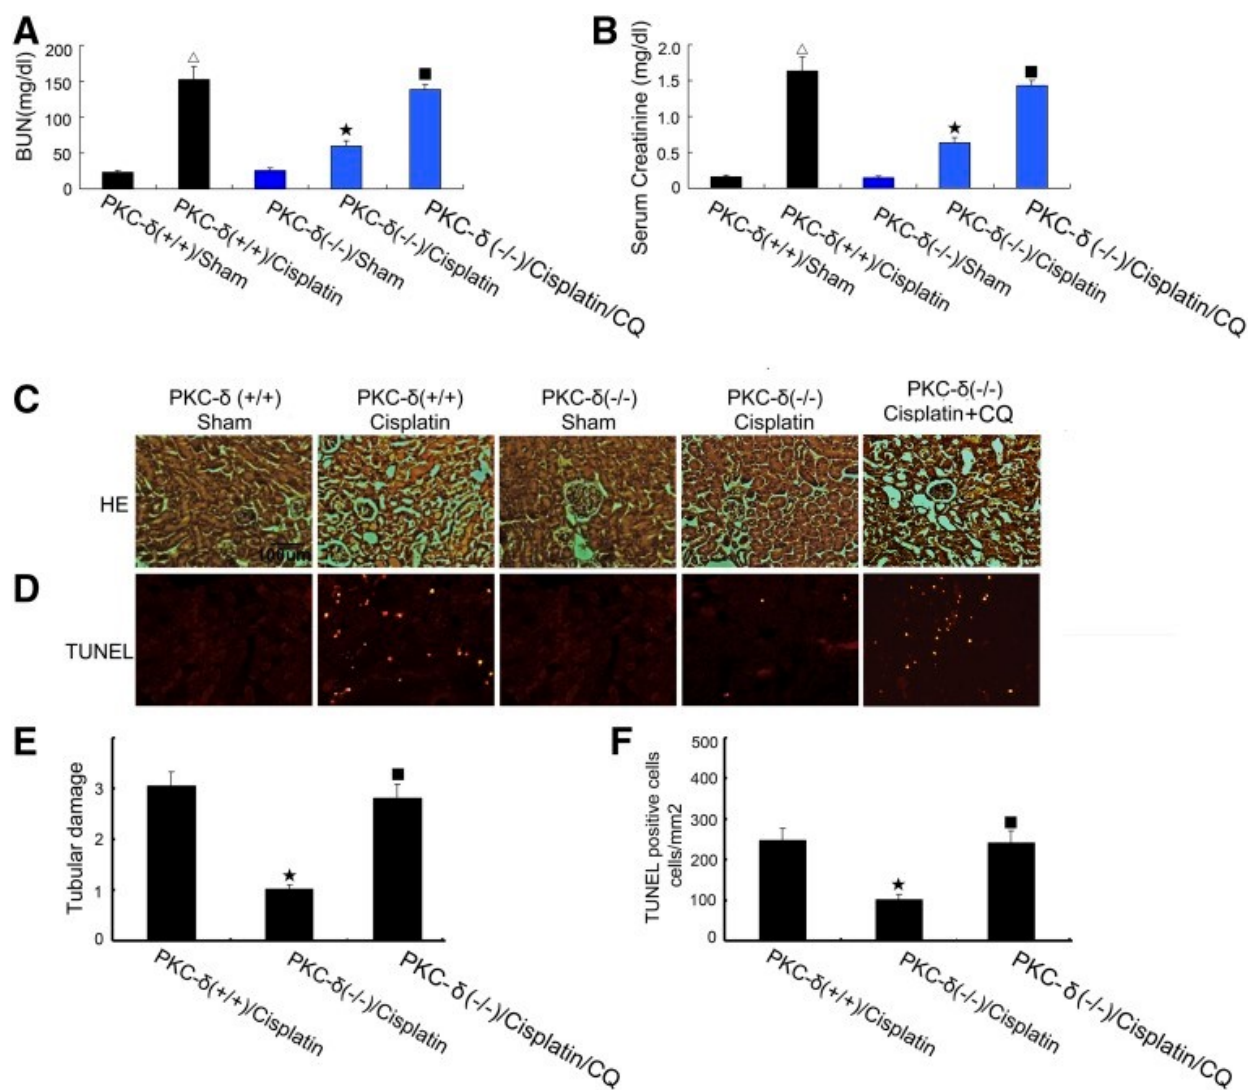 A
BUN(mg/dl)
200
150
100
50
0
△
★
■
PKC-δ(+/+)/Sham
PKC-δ(+/+)/Cisplatin
PKC-δ(-/-)/Sham
PKC-δ(-/-)/Cisplatin
PKC-δ (-/-)/Cisplatin/CQ
B
Serum Creatinine (mg/dl)
2.0
1.5
1.0
0.5
0
△
★
■
PKC-δ(+/+)/Sham
PKC-δ(+/+)/Cisplatin
PKC-δ(-/-)/Sham
PKC-δ(-/-)/Cisplatin
PKC-δ (-/-)/Cisplatin/CQ
C
PKC-δ (+/+)
Sham
PKC-δ(+/+)
Cisplatin
PKC-δ(-/-)
Sham
PKC-δ(-/-)
Cisplatin
PKC-δ(-/-)
Cisplatin+CQ
HE
100um
D
TUNEL
E
Tubular damage
3
2
1
0
★
■
PKC-δ(+/+)/Cisplatin
PKC-δ(-/-)/Cisplatin
PKC-δ(-/-)/Cisplatin/CQ
F
TUNEL positive cells
cells/mm2
500
400
300
200
100
0
★
■
PKC-δ(+/+)/Cisplatin
PKC-δ(-/-)/Cisplatin
PKC-δ(-/-)/Cisplatin/CQ